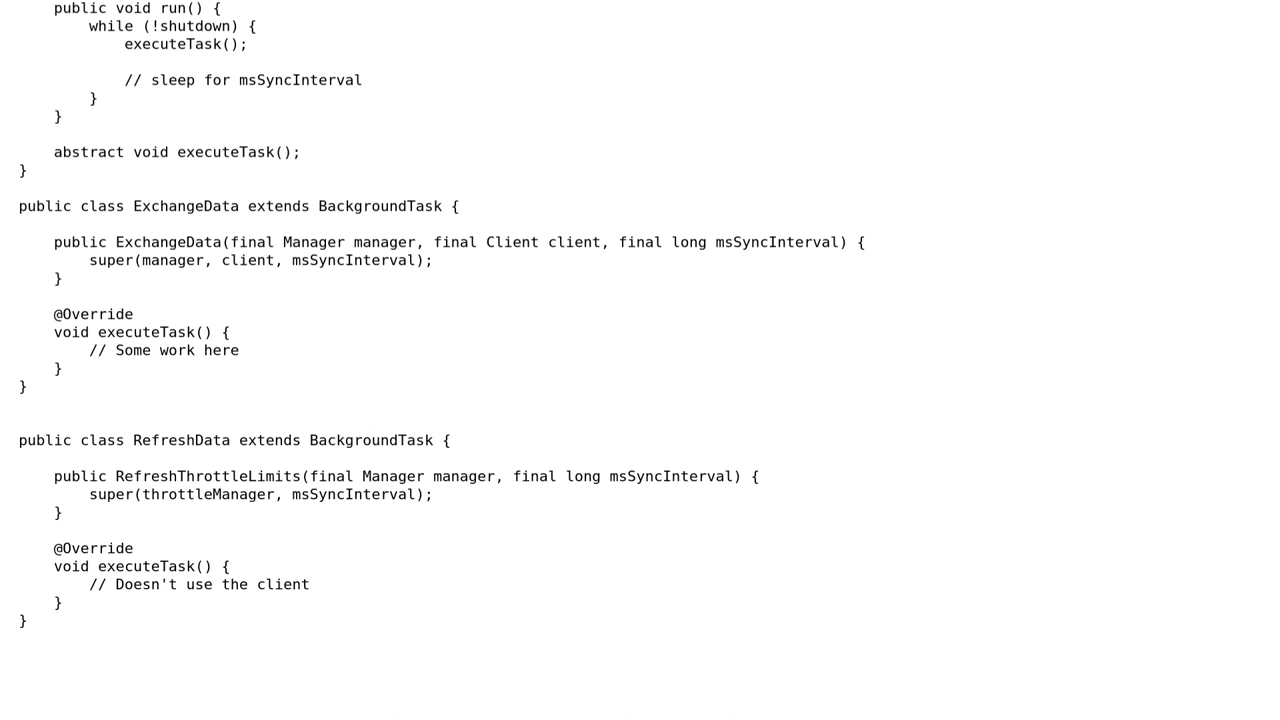 public void run() {
while (!shutdown) {
executeTask();
// sleep for msSyncInterval
}
}
abstract void executeTask();
}
public class ExchangeData extends BackgroundTask {
public ExchangeData(final Manager manager, final Client client, final long msSyncInterval) {
super(manager, client, msSyncInterval);
}
@Override
void executeTask() {
// Some work here
}
}
public class RefreshData extends BackgroundTask {
public RefreshThrottleLimits(final Manager manager, final long msSyncInterval) {
super(throttleManager, msSyncInterval);
}
@Override
void executeTask() {
// Doesn't use the client
}
}